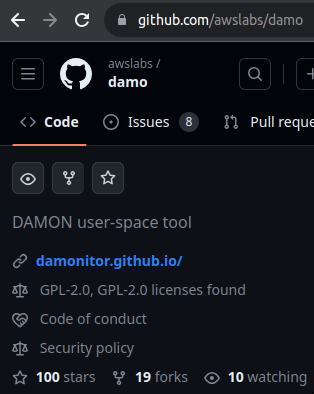 github.com/awslabs/damo
awslabs /
damo
Code Issues 8 Pull reque
DAMON user-space tool
damonitor.github.io/
GPL-2.0, GPL-2.0 licenses found
Code of conduct
Security policy
100 stars 19 forks 10 watching